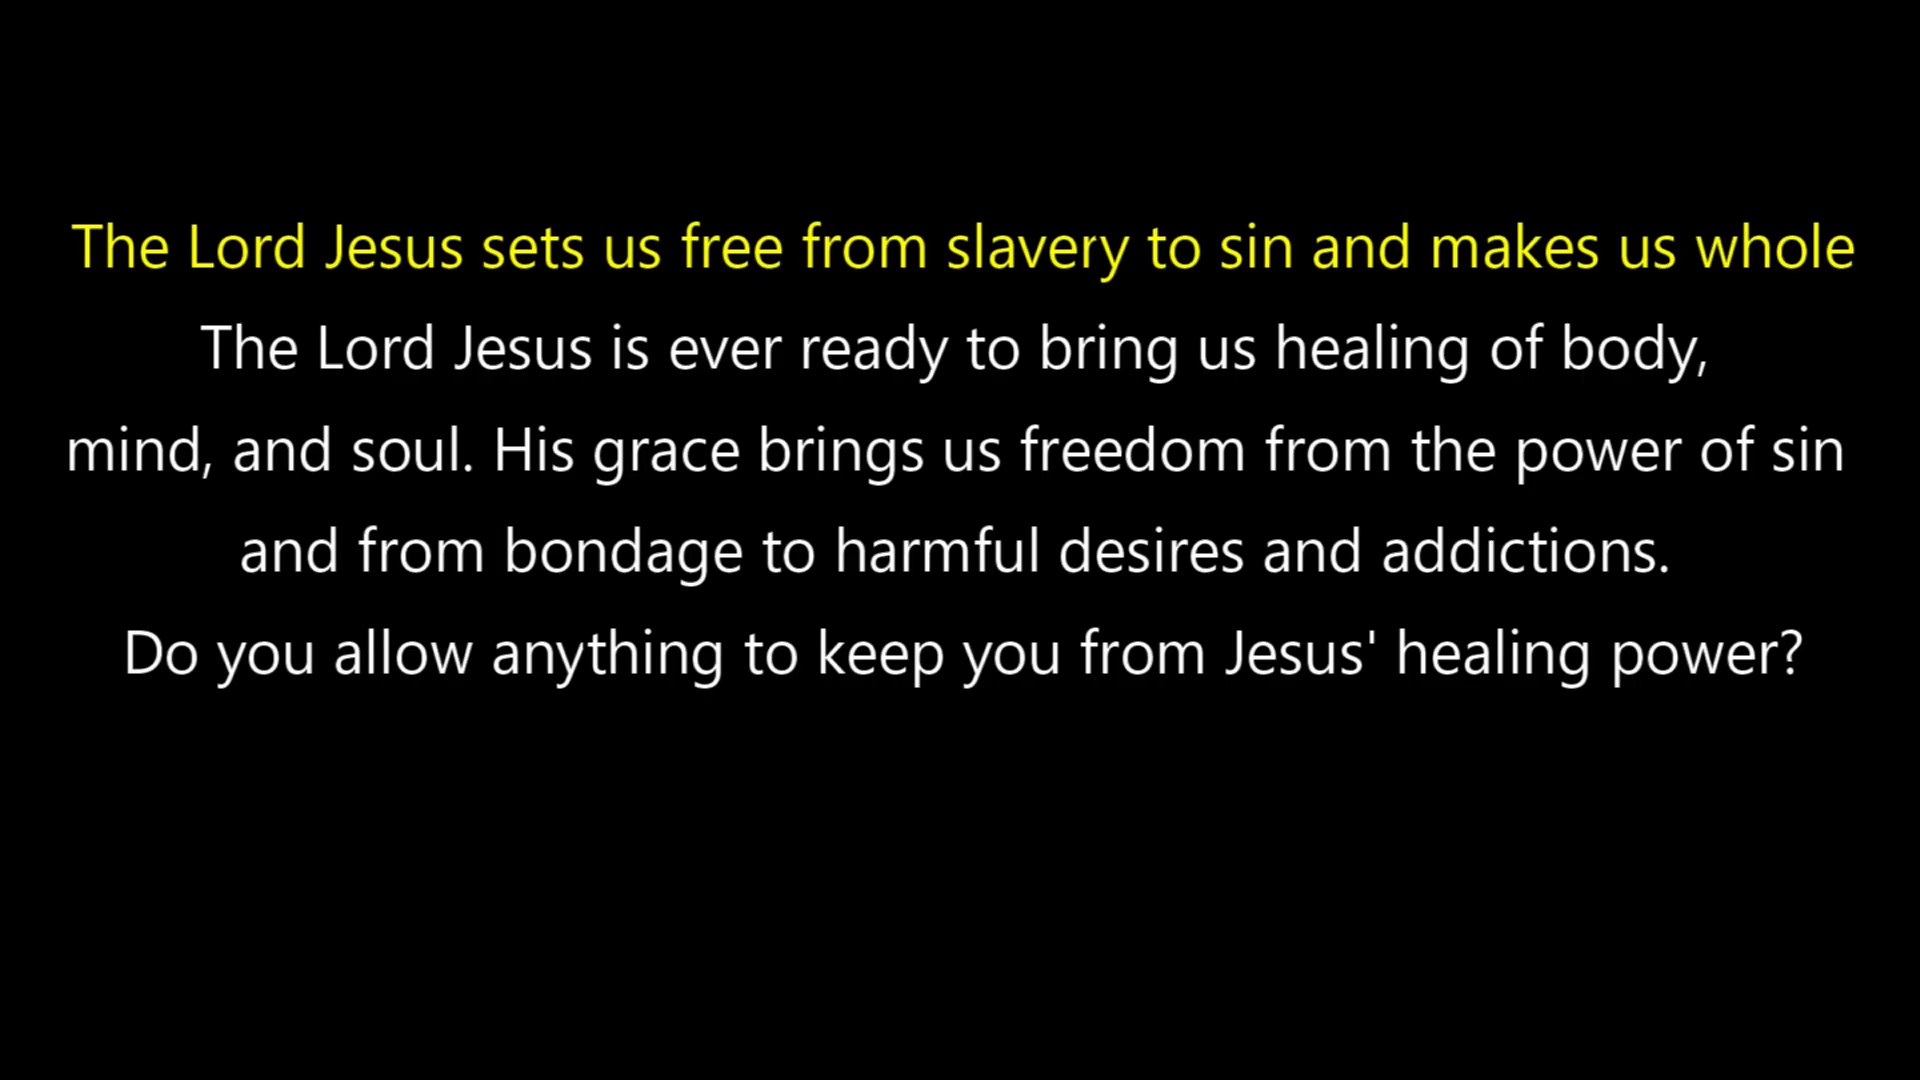 The Lord Jesus sets us free from slavery to sin and makes us whole
The Lord Jesus is ever ready to bring us healing of body,
mind, and soul. His grace brings us freedom from the power of sin
and from bondage to harmful desires and addictions.
Do you allow anything to keep you from Jesus' healing power?